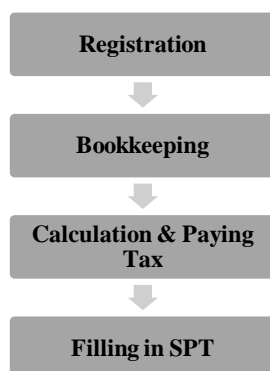 Registration
Bookkeeping
Calculation & Paying
Tax
Filling in SPT